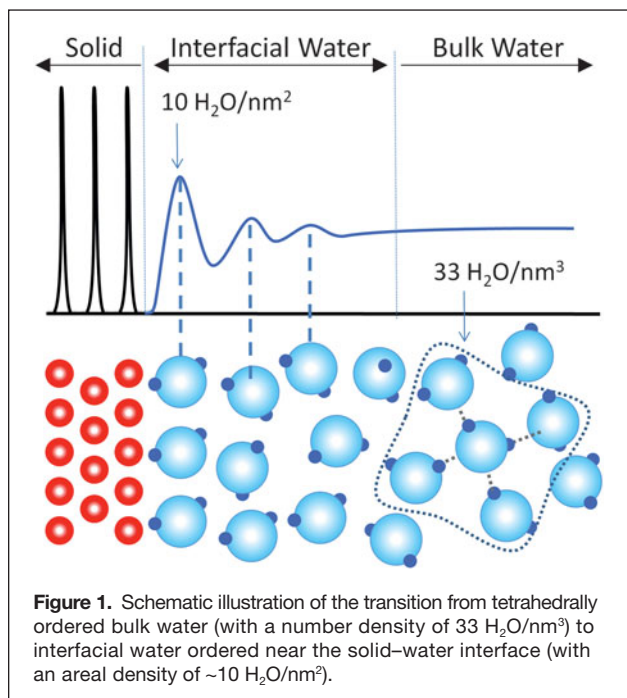 Solid
Interfacial Water
Bulk Water
10 H₂O/nm²
33 H₂O/nm³
Figure 1. Schematic illustration of the transition from tetrahedrally
ordered bulk water (with a number density of 33 H₂O/nm³) to
interfacial water ordered near the solid–water interface (with
an areal density of ~10 H₂O/nm²).